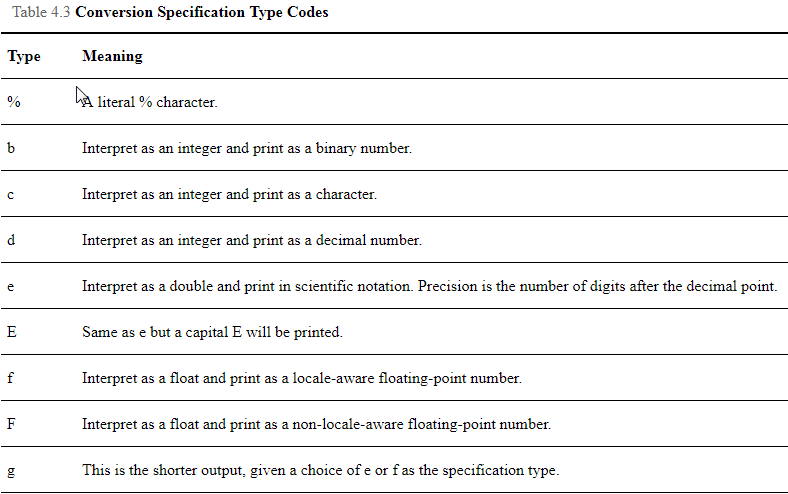 Table 4.3 Conversion Specification Type Codes
Type Meaning
% A literal % character.
b Interpret as an integer and print as a binary number.
c Interpret as an integer and print as a character.
d Interpret as an integer and print as a decimal number.
e Interpret as a double and print in scientific notation. Precision is the number of digits after the decimal point.
E Same as e but a capital E will be printed.
f Interpret as a float and print as a locale-aware floating-point number.
F Interpret as a float and print as a non-locale-aware floating-point number.
g This is the shorter output, given a choice of e or f as the specification type.